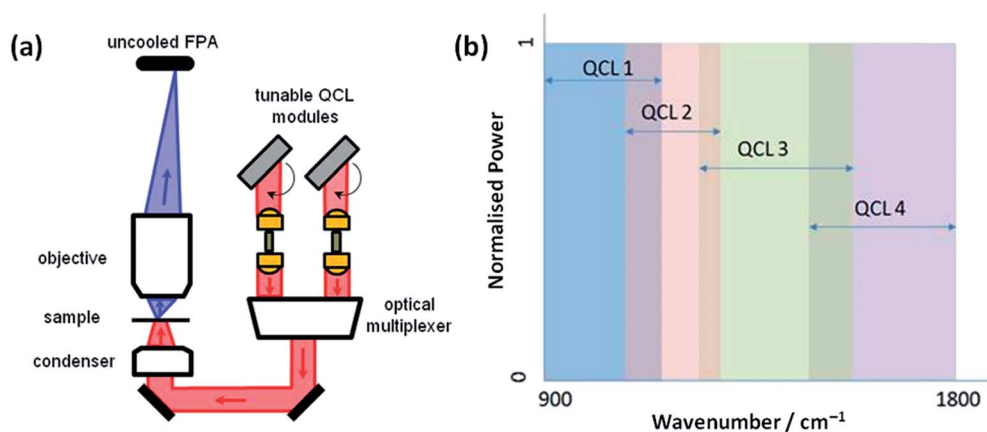 (a)
uncooled FPA
tunable QCL
modules
objective
sample
condenser
optical
multiplexer
(b)
1
QCL 1
QCL 2
QCL 3
QCL 4
Normalised Power
0
900
1800
Wavenumber / cm⁻¹